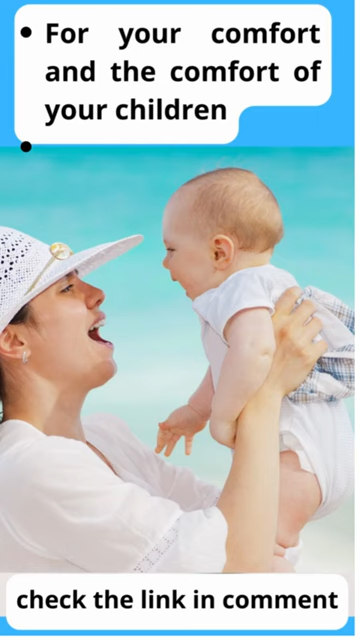 • For your comfort
and the comfort of
your children
•
check the link in comment